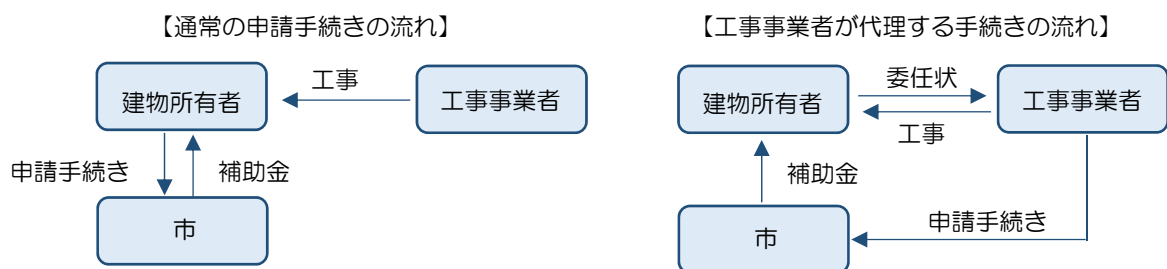 【通常の申請手続きの流れ】
工事
建物所有者
工事事業者
申請手続き
補助金
市
【工事事業者が代理する手続きの流れ】
委任状
建物所有者
工事事業者
工事
補助金
申請手続き
市